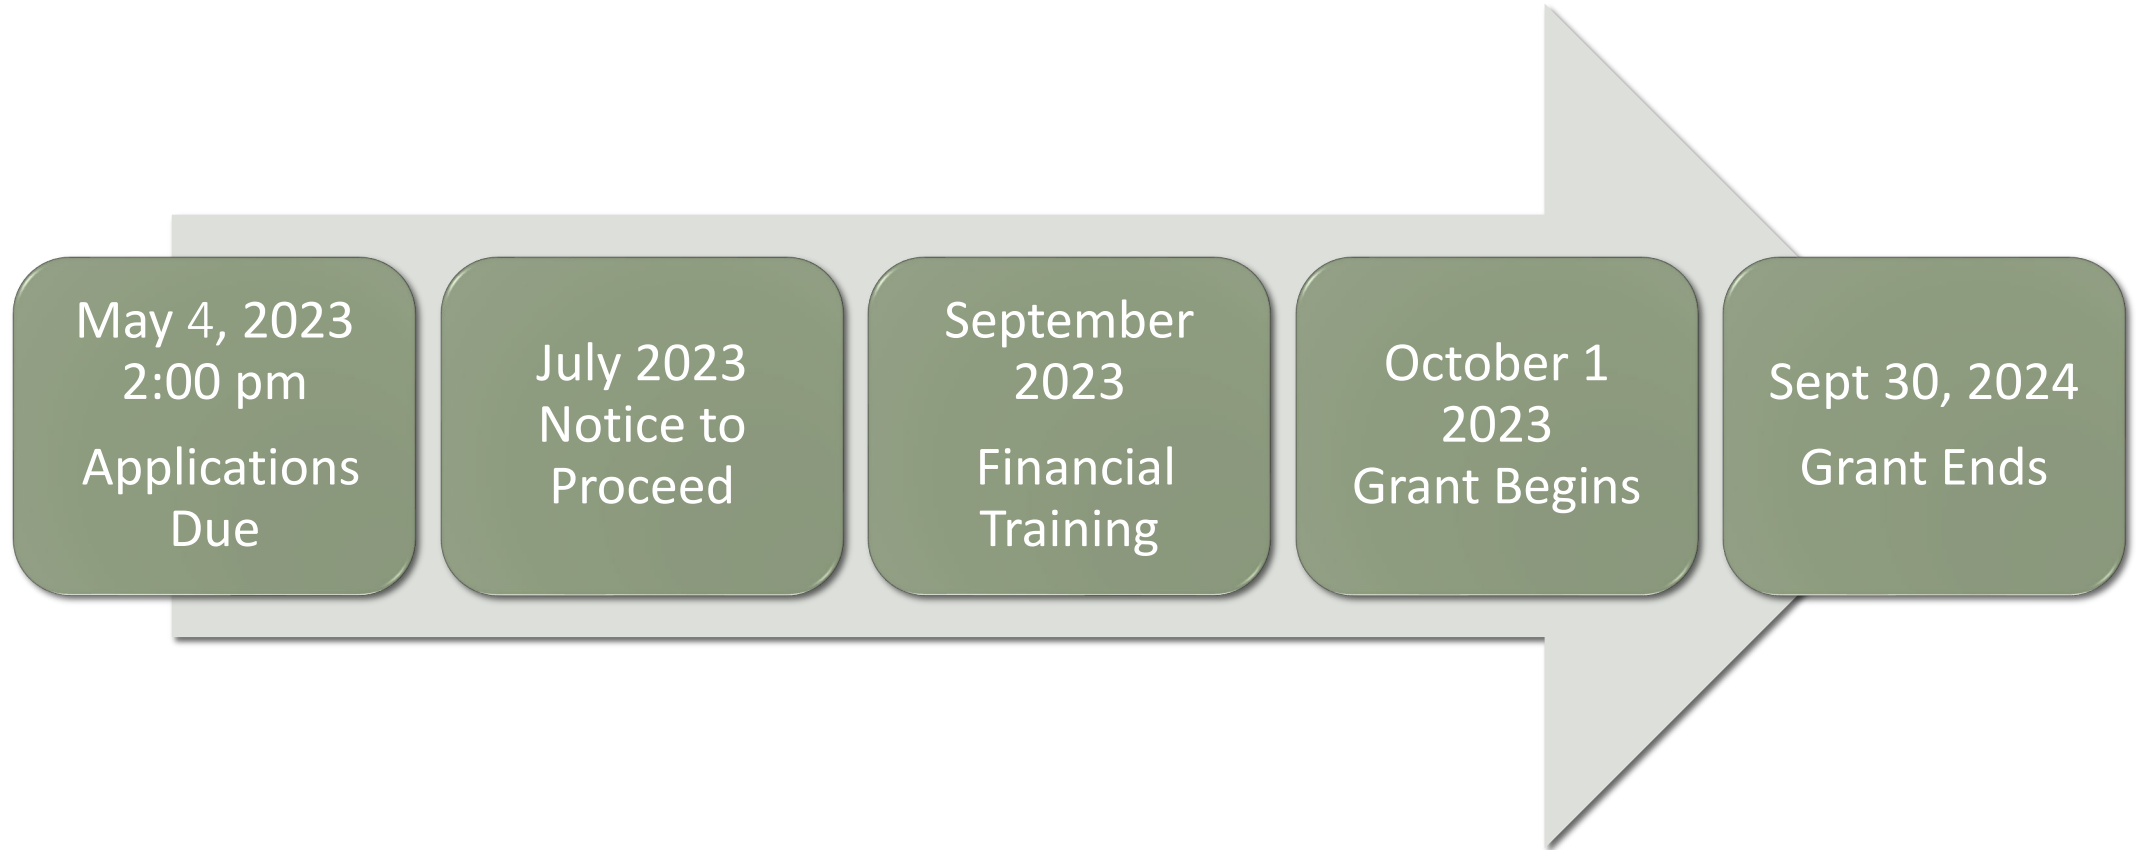 May 4, 2023
2:00 pm
Applications
Due
July 2023
Notice to
Proceed
September
2023
Financial
Training
October 1
2023
Grant Begins
Sept 30, 2024
Grant Ends